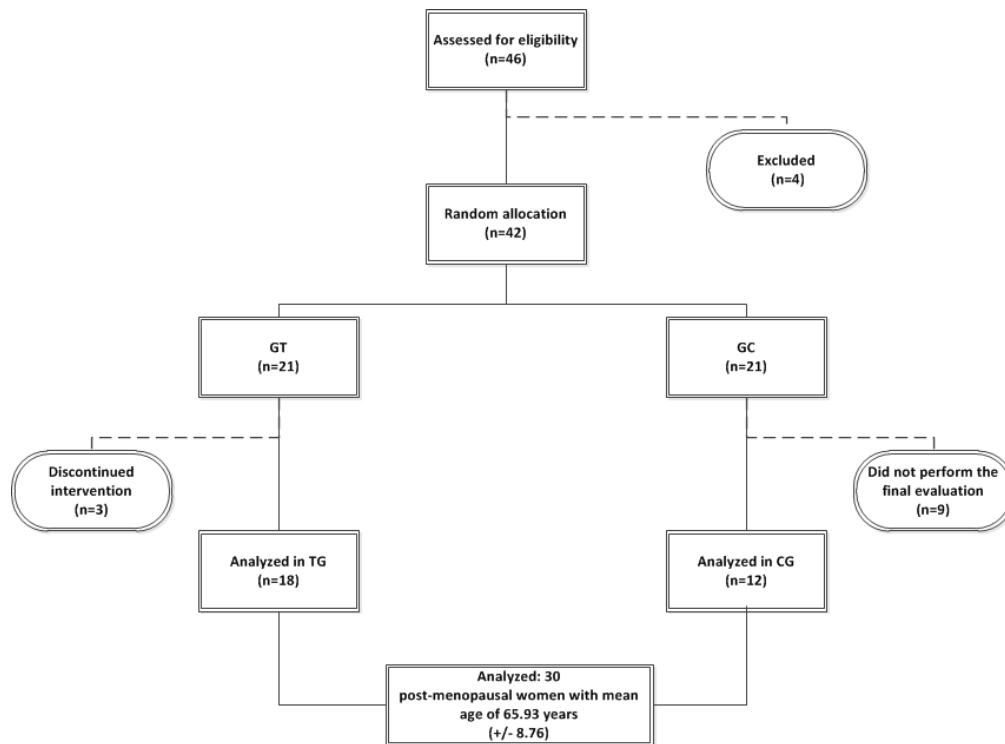 Assessed for eligibility
(n=46)
Excluded
(n=4)
Random allocation
(n=42)
GT
(n=21)
GC
(n=21)
Discontinued
intervention
(n=3)
Did not perform the
final evaluation
(n=9)
Analyzed in TG
(n=18)
Analyzed in CG
(n=12)
Analyzed: 30
post-menopausal women with mean
age of 65.93 years
(+/- 8.76)